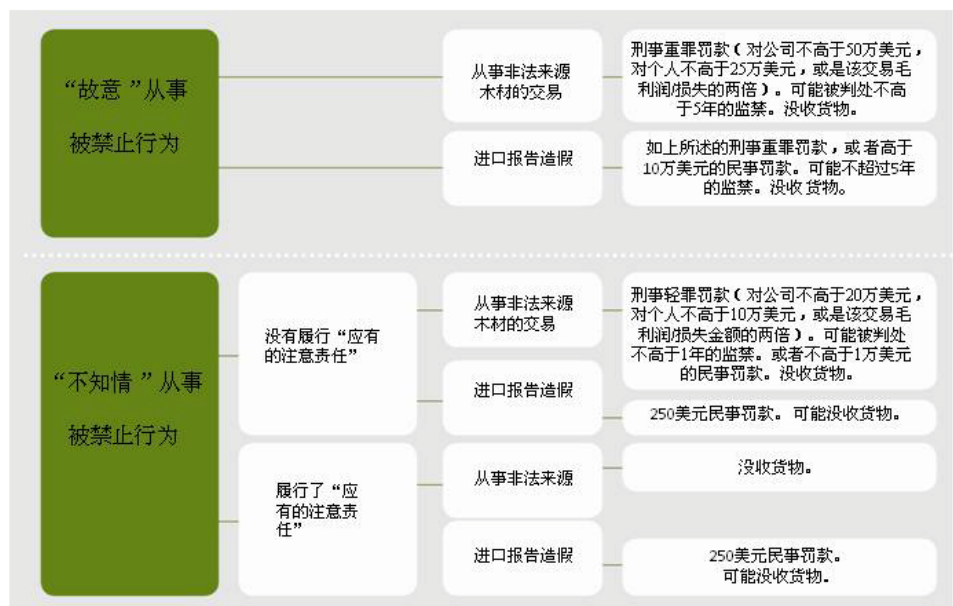 “故意”从事
被禁止行为
从事非法来源
木材的交易
刑事重罪罚款（对公司不高于50万美元，
对个人不高于25万美元，或是该交易毛
利润/损失的两倍）。可能被判处不高
于5年的监禁。没收货物。
进口报告造假
如上所述的刑事重罪罚款，或者高于
10万美元的民事罚款。可能不超过5年
的监禁。没收货物。
“不知情”从事
被禁止行为
没有履行“应有
的注意责任”
从事非法来源
木材的交易
刑事轻罪罚款（对公司不高于20万美元，
对个人不高于10万美元，或是该交易毛
利润/损失金额的两倍）。可能被判处
不高于1年的监禁。或者不高于1万美元
的民事罚款。没收货物。
进口报告造假
250美元民事罚款。可能没收货物。
履行了“应
有的注意责
任”
从事非法来源
没收货物。
进口报告造假
250美元民事罚款。
可能没收货物。